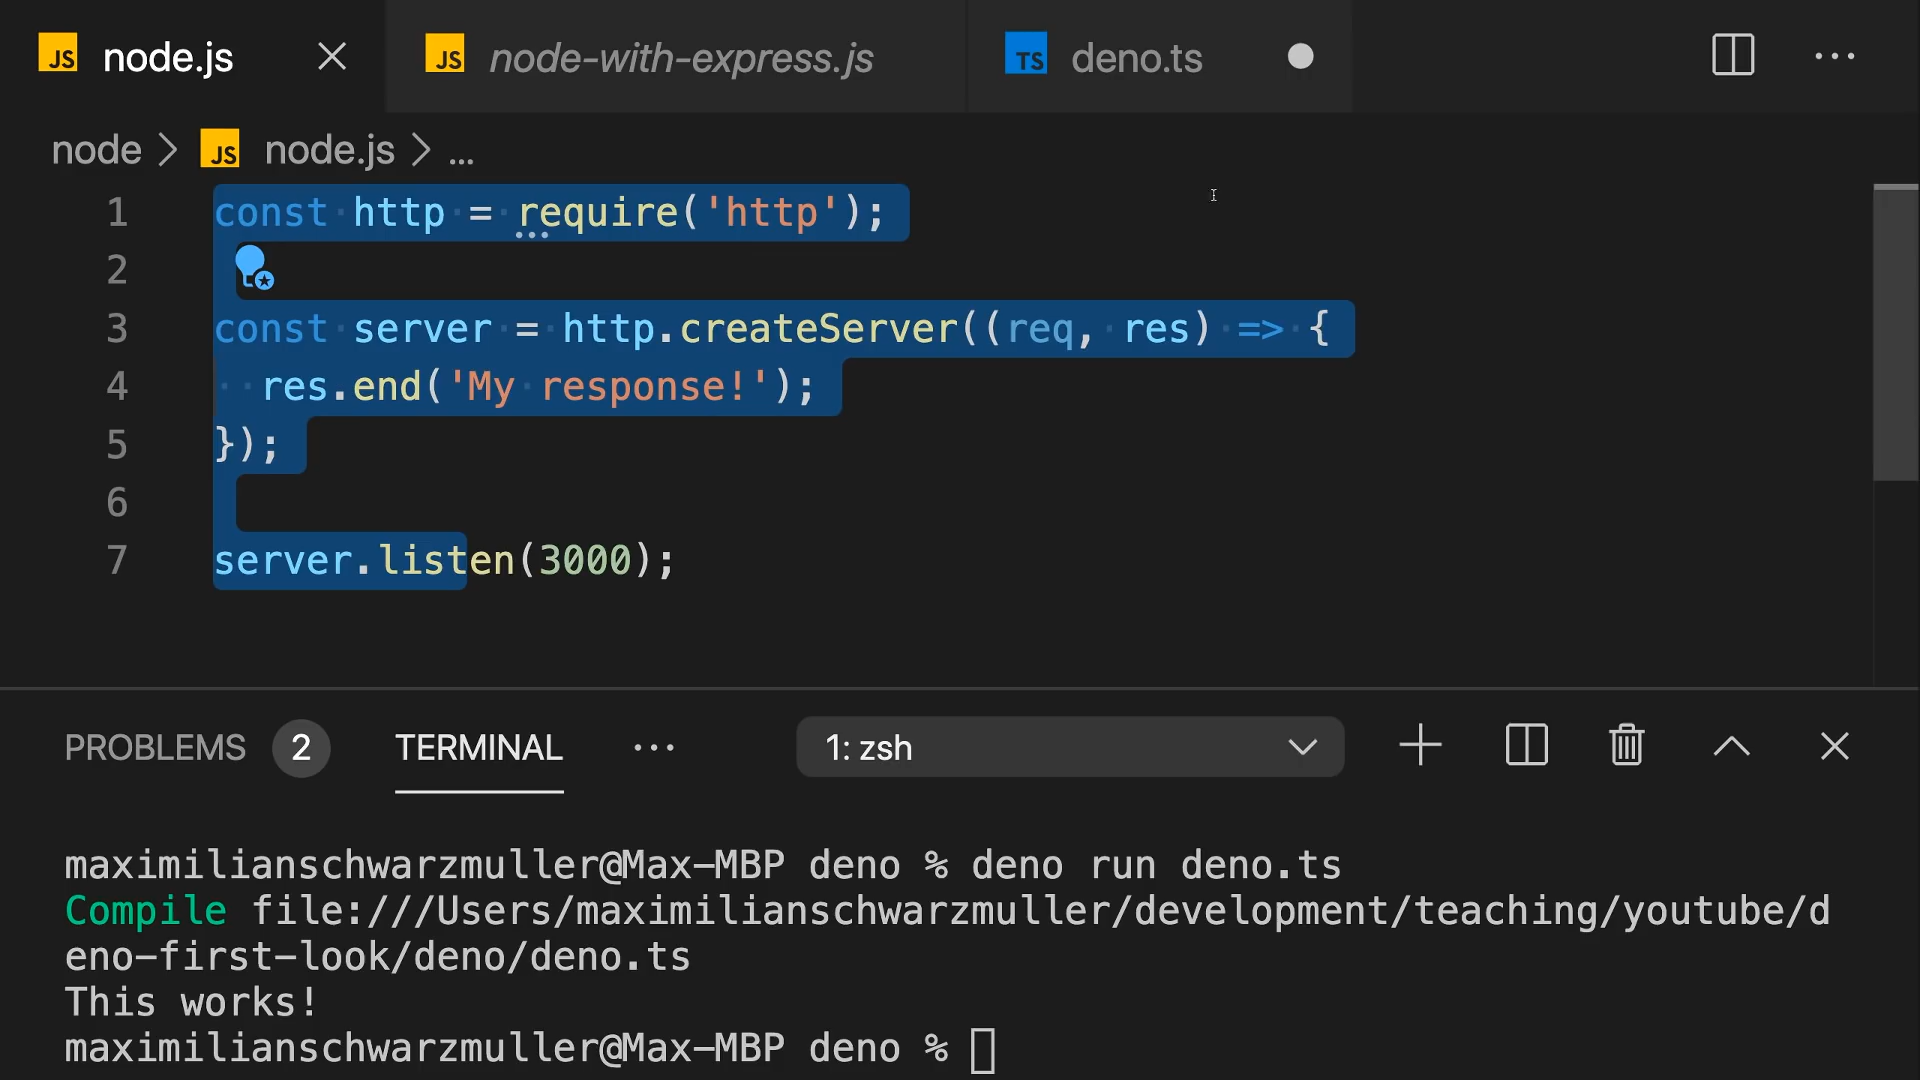 JS node.js JS node-with-express.js TS deno.ts
node > JS node.js > ...
1 const http = require('http');
2
3 const server = http.createServer((req, res) => {
4 res.end('My response!');
5 });
6
7 server.listen(3000);
PROBLEMS 2 TERMINAL ... 1: zsh
maximilianschwarzmuller@Max-MBP deno % deno run deno.ts
Compile file:///Users/maximilianschwarzmuller/development/teaching/youtube/d
eno-first-look/deno/deno.ts
This works!
maximilianschwarzmuller@Max-MBP deno %